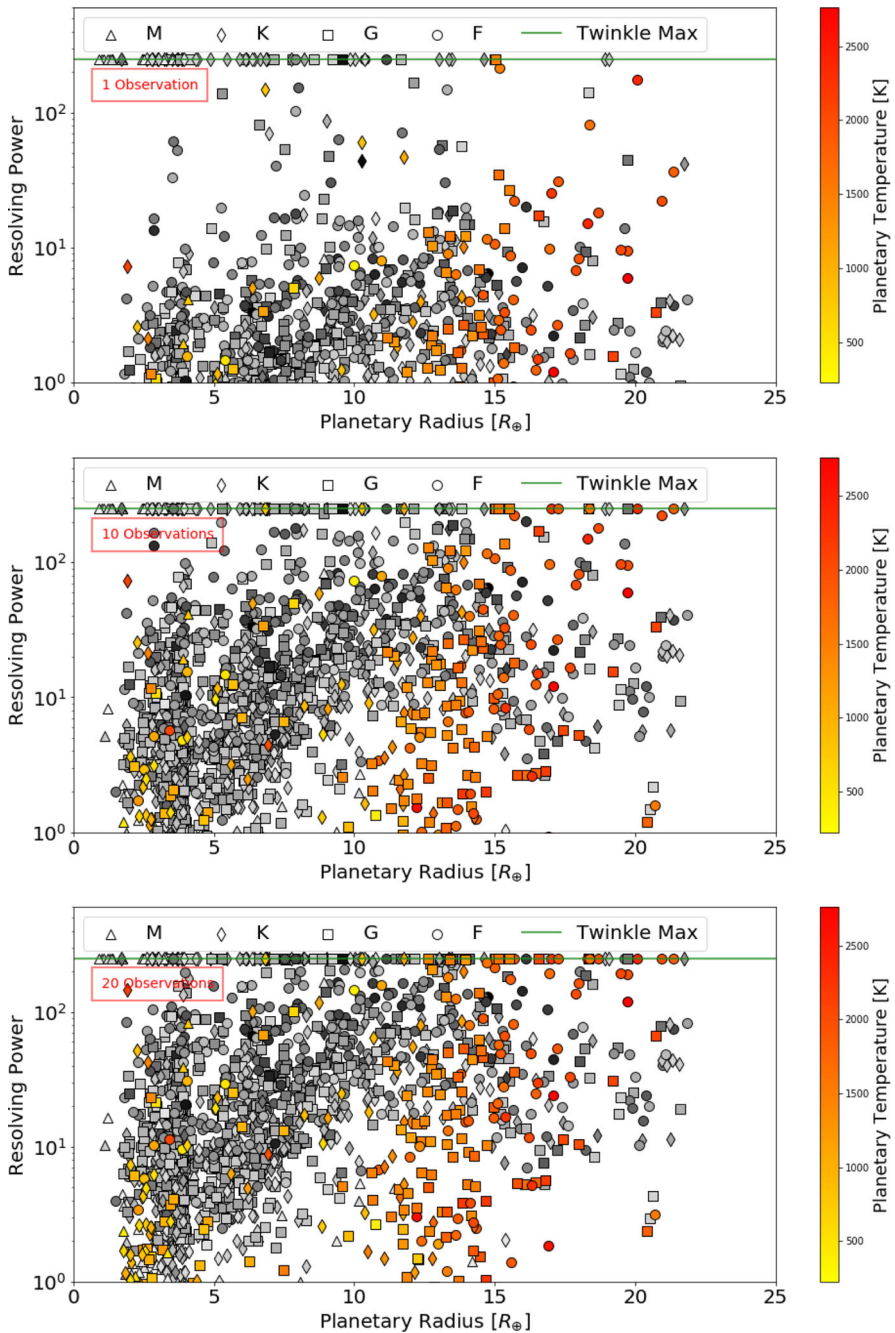 M K G F Twinkle Max
1 Observation
Resolving Power
10²
10¹
10⁰
0 5 10 15 20 25
Planetary Radius [R⊕]
2500
2000
1500
1000
500
Planetary Temperature [K]
M K G F Twinkle Max
10 Observations
Resolving Power
10²
10¹
10⁰
0 5 10 15 20 25
Planetary Radius [R⊕]
2500
2000
1500
1000
500
Planetary Temperature [K]
M K G F Twinkle Max
20 Observations
Resolving Power
10²
10¹
10⁰
0 5 10 15 20 25
Planetary Radius [R⊕]
2500
2000
1500
1000
500
Planetary Temperature [K]